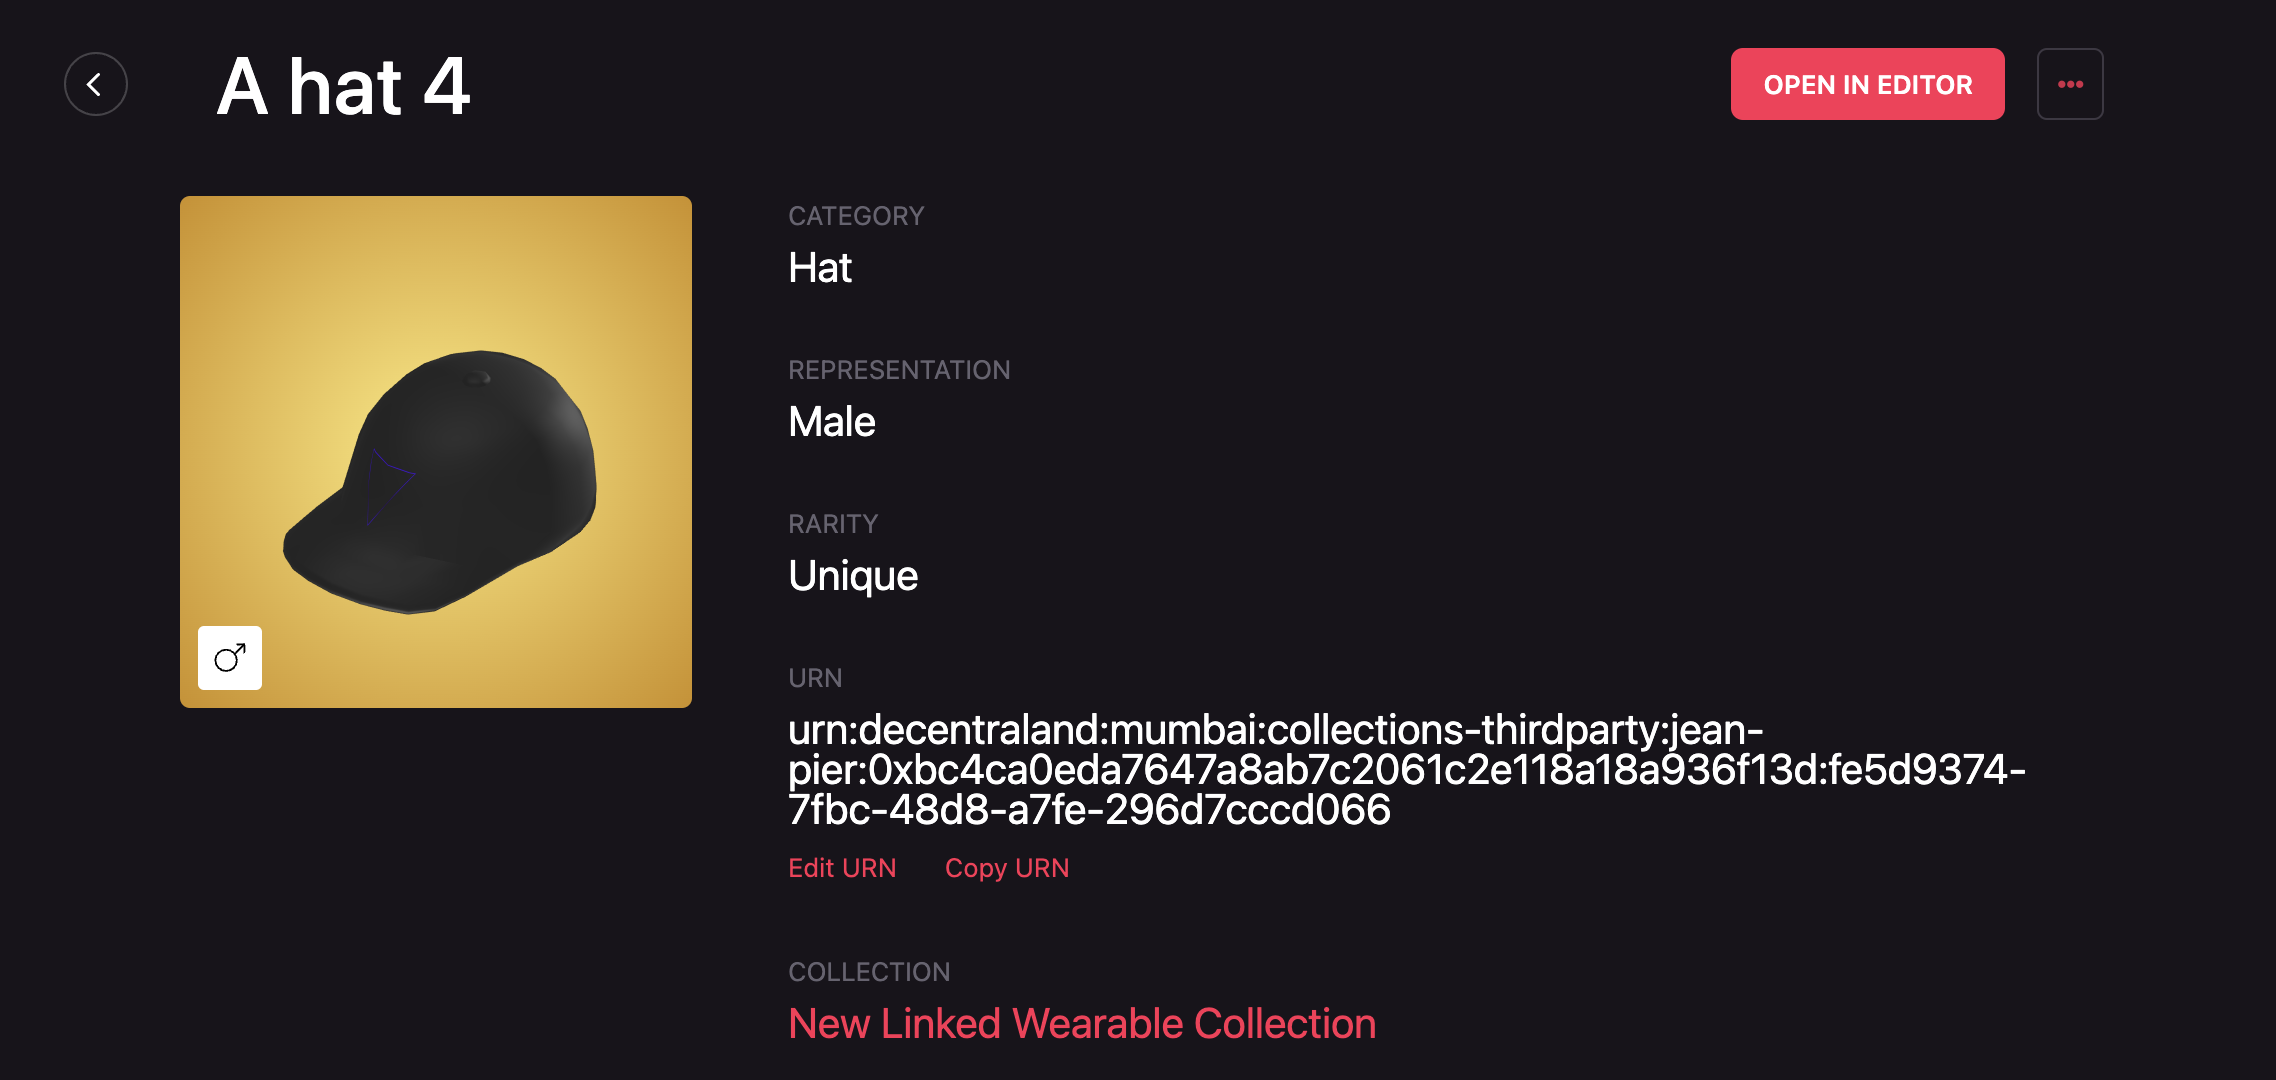 A hat 4
OPEN IN EDITOR
CATEGORY
Hat
REPRESENTATION
Male
RARITY
Unique
URN
urn:decentraland:mumbai:collections-thirdparty:jean-
pier:0xbc4ca0eda7647a8ab7c2061c2e118a18a936f13d:fe5d9374-
7fbc-48d8-a7fe-296d7cccd066
Edit URN Copy URN
COLLECTION
New Linked Wearable Collection